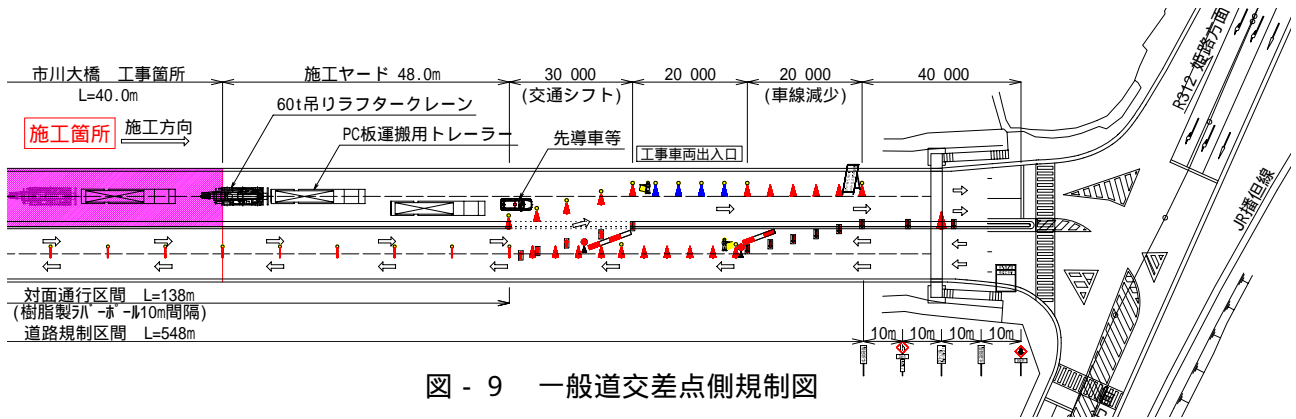 市川大橋 工事箇所
L=40.0m
施工ヤード 48.0m
30 000
(交通シフト)
20 000
20 000
(車線減少)
40 000
施工箇所
施工方向
60t吊りラフタークレーン
PC板運搬用トレーラー
先導車等
工事車両出入口
R312 姫路方面
JR播但線
対面通行区間 L=138m
(樹脂製ﾗﾊﾞｰﾎﾟｰﾙ10m間隔)
道路規制区間 L=548m
10m 10m 10m 10m
図 - 9 一般道交差点側規制図